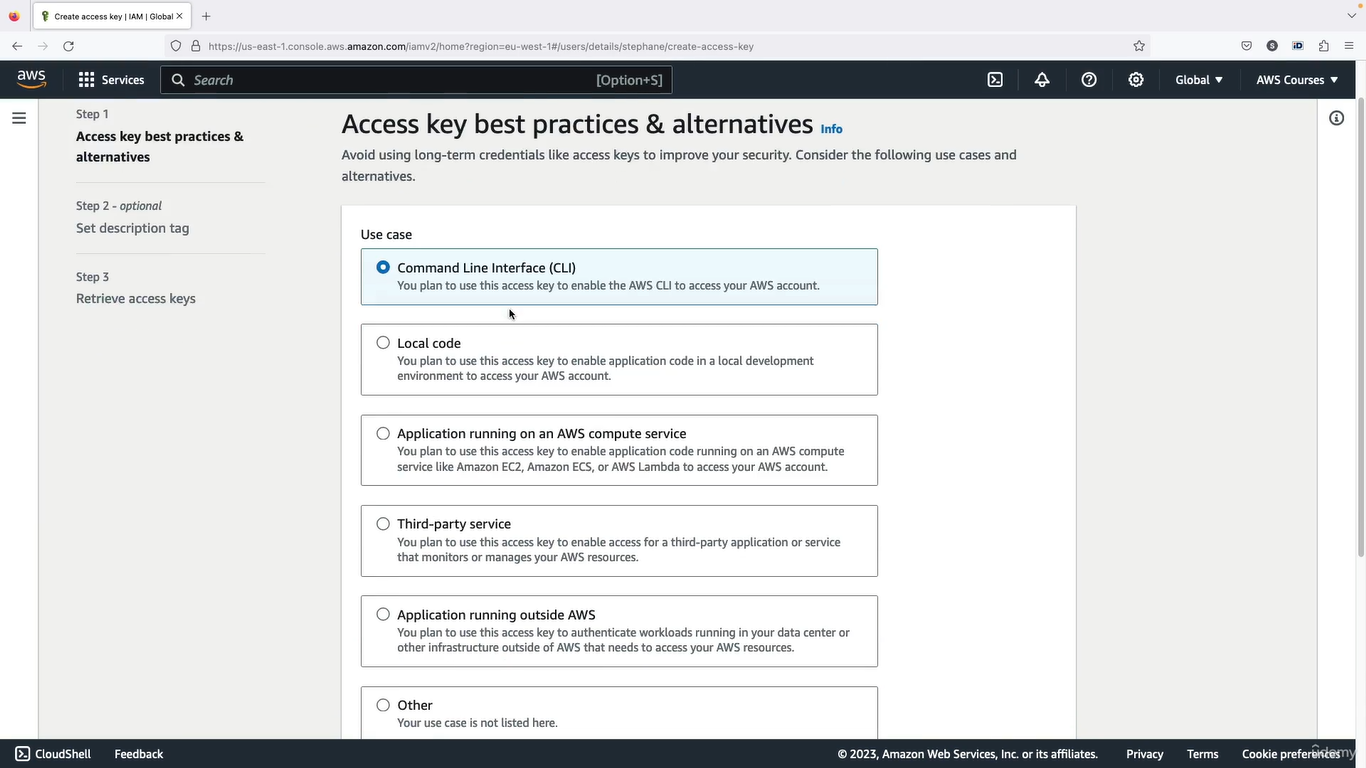 Create access key | IAM | Global
https://us-east-1.console.aws.amazon.com/iamv2/home?region=eu-west-1#/users/details/stephane/create-access-key
aws
Services
Search
[Option+S]
Global
AWS Courses
Step 1
Access key best practices &
alternatives
Step 2 - optional
Set description tag
Step 3
Retrieve access keys
Access key best practices & alternatives Info
Avoid using long-term credentials like access keys to improve your security. Consider the following use cases and
alternatives.
Use case
Command Line Interface (CLI)
You plan to use this access key to enable the AWS CLI to access your AWS account.
Local code
You plan to use this access key to enable application code in a local development
environment to access your AWS account.
Application running on an AWS compute service
You plan to use this access key to enable application code running on an AWS compute
service like Amazon EC2, Amazon ECS, or AWS Lambda to access your AWS account.
Third-party service
You plan to use this access key to enable access for a third-party application or service
that monitors or manages your AWS resources.
Application running outside AWS
You plan to use this access key to authenticate workloads running in your data center or
other infrastructure outside of AWS that needs to access your AWS resources.
Other
Your use case is not listed here.
CloudShell
Feedback
© 2023, Amazon Web Services, Inc. or its affiliates.
Privacy
Terms
Cookie preferences
Udemy